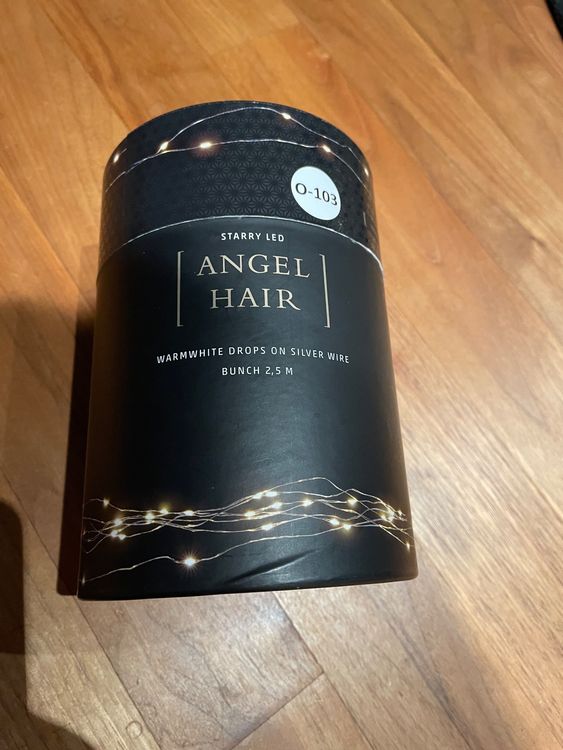 O-103
STARRY LED
ANGEL
HAIR
WARMWHITE DROPS ON SILVER WIRE
BUNCH 2,5 M